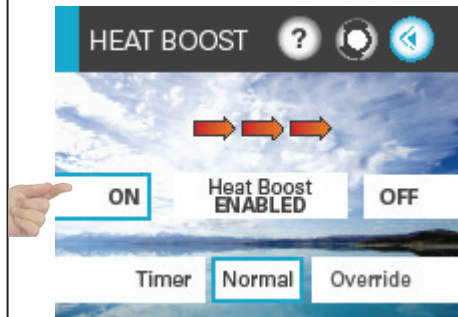 HEAT BOOST ?
ON Heat Boost ENABLED OFF
Timer Normal Override